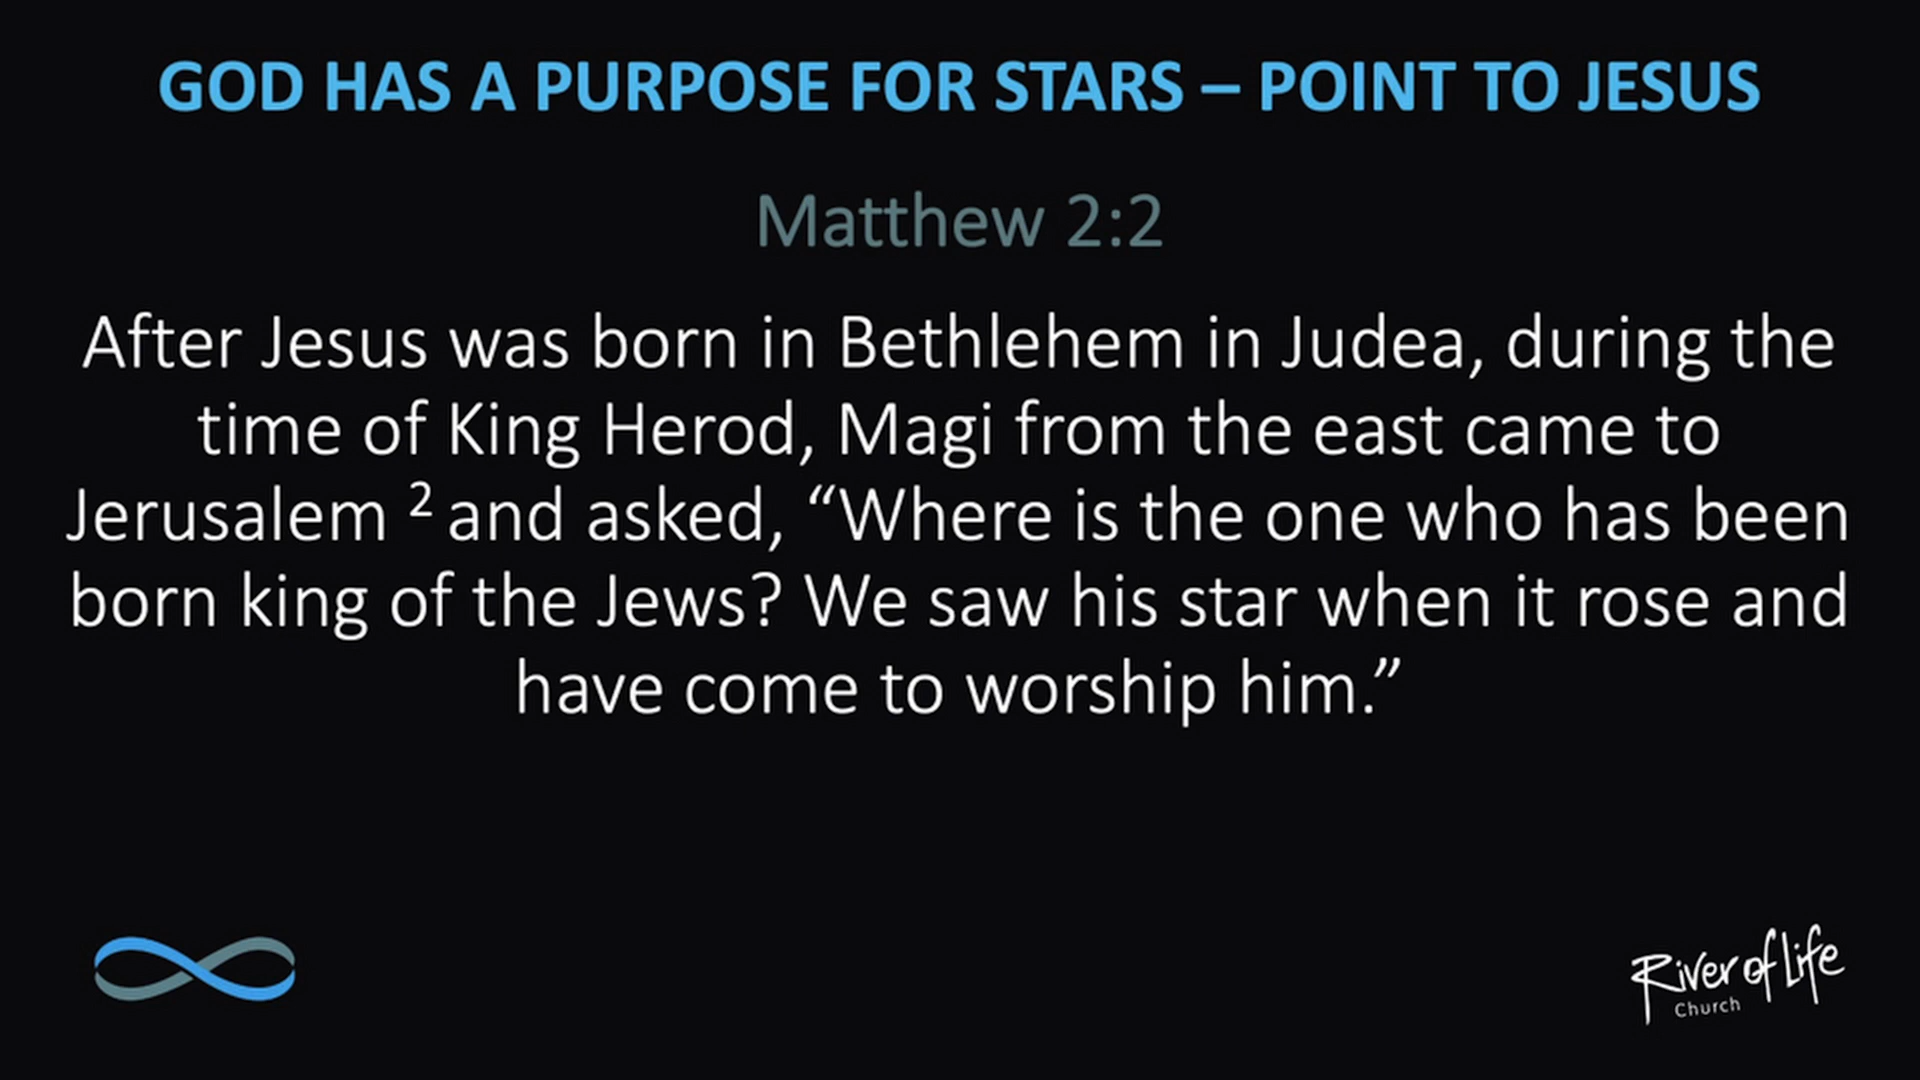 GOD HAS A PURPOSE FOR STARS – POINT TO JESUS
Matthew 2:2
After Jesus was born in Bethlehem in Judea, during the
time of King Herod, Magi from the east came to
Jerusalem ² and asked, “Where is the one who has been
born king of the Jews? We saw his star when it rose and
have come to worship him.”
River of Life
Church